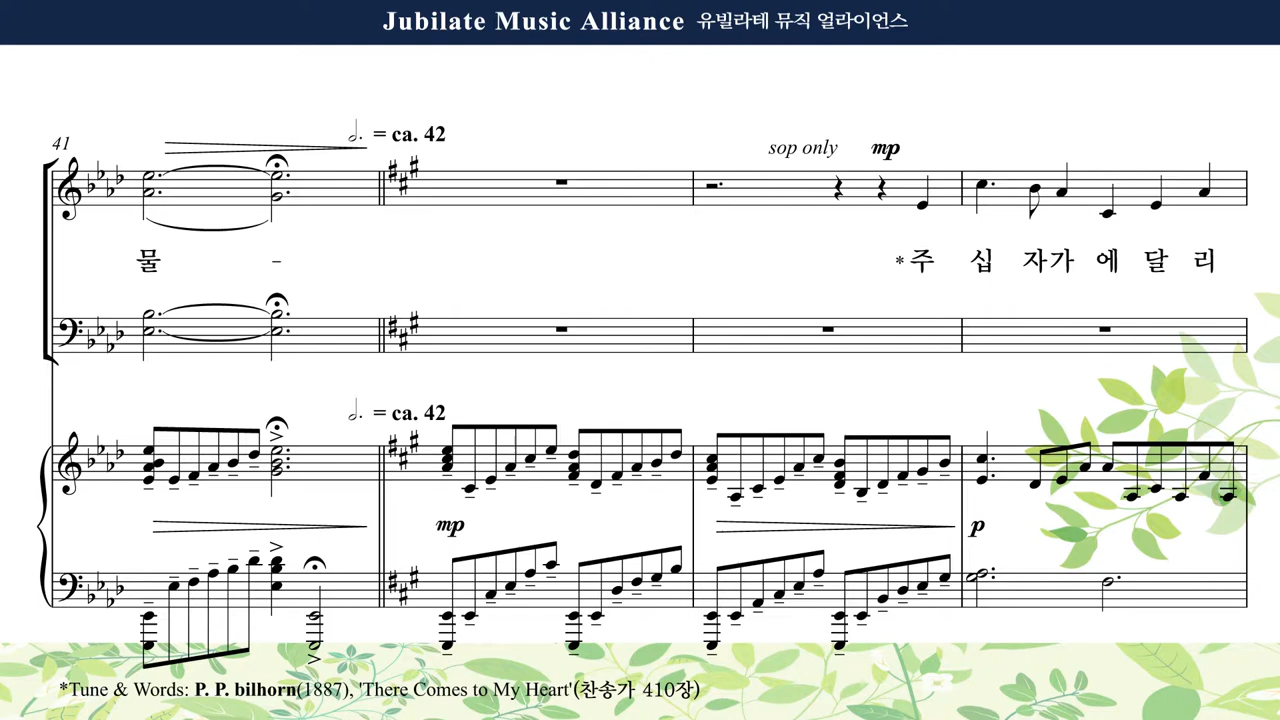 Jubilate Music Alliance 유빌라테 뮤직 얼라이언스
41
= ca. 42
sop only mp
물 - *주 십 자가 에 달 리
= ca. 42
mp p
*Tune & Words: P. P. bilhorn(1887), 'There Comes to My Heart'(찬송가 410장)